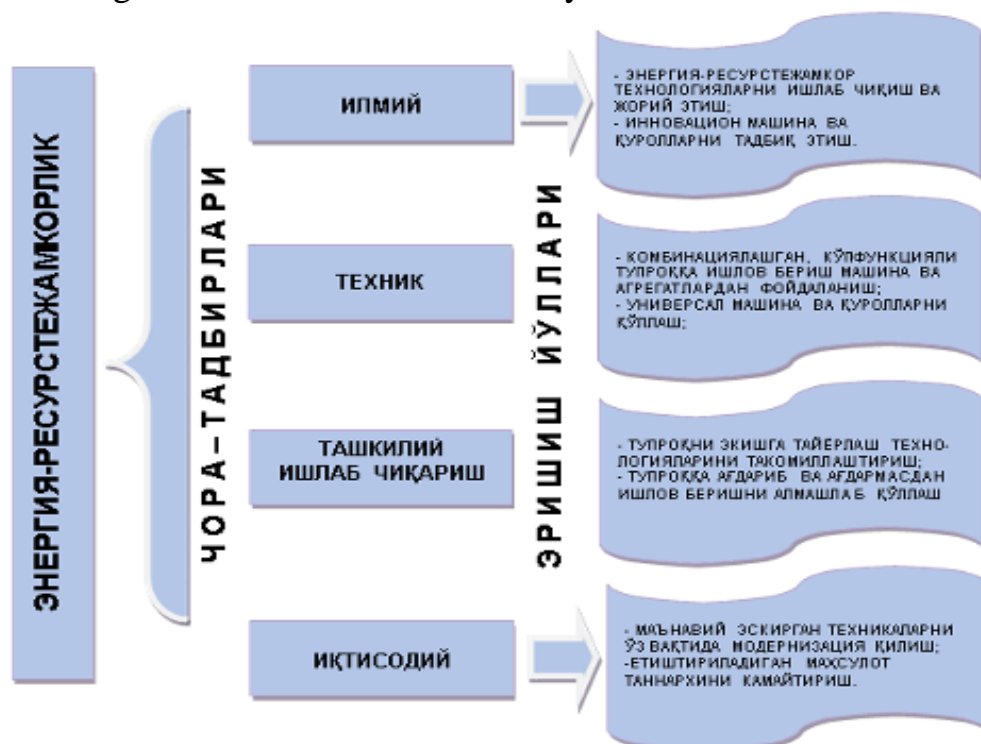 ЭНЕРГИЯ-РЕСУРСТЕЖАМКОРЛИК
ЧОРА–ТАДБИРЛАРИ
ИЛМИЙ
ТЕХНИК
ТАШКИЛИЙ
ИШЛАБ ЧИҚАРИШ
ИҚТИСОДИЙ
ЭРИШИШ ЙЎЛЛАРИ
- ЭНЕРГИЯ-РЕСУРСТЕЖАМКОР
ТЕХНОЛОГИЯЛАРНИ ИШЛАБ ЧИҚИШ ВА
ЖОРИЙ ЭТИШ;
- ИННОВАЦИОН МАШИНА ВА
ҚУРОЛЛАРНИ ТАДБИҚ ЭТИШ.
- КОМБИНАЦИЯЛАШГАН, КЎПФУНКЦИЯЛИ
ТУПРОҚҚА ИШЛОВ БЕРИШ МАШИНА ВА
АГРЕГАТЛАРДАН ФОЙДАЛАНИШ;
- УНИВЕРСАЛ МАШИНА ВА ҚУРОЛЛАРНИ
ҚЎЛЛАШ;
- ТУПРОҚНИ ЭКИШГА ТАЙЁРЛАШ ТЕХНО-
ЛОГИЯЛАРИНИ ТАКОМИЛЛАШТИРИШ;
- ТУПРОҚҚА АҒДАРИБ ВА АҒДАРМАСДАН
ИШЛОВ БЕРИШНИ АЛМАШЛАБ ҚЎЛЛАШ
- МАЪНАВИЙ ЭСКИРГАН ТЕХНИКАЛАРНИ
ЎЗ ВАҚТИДА МОДЕРНИЗАЦИЯ ҚИЛИШ;
-ЕТИШТИРИЛАДИГАН МАХСУЛОТ
ТАННАРХИНИ КАМАЙТИРИШ.